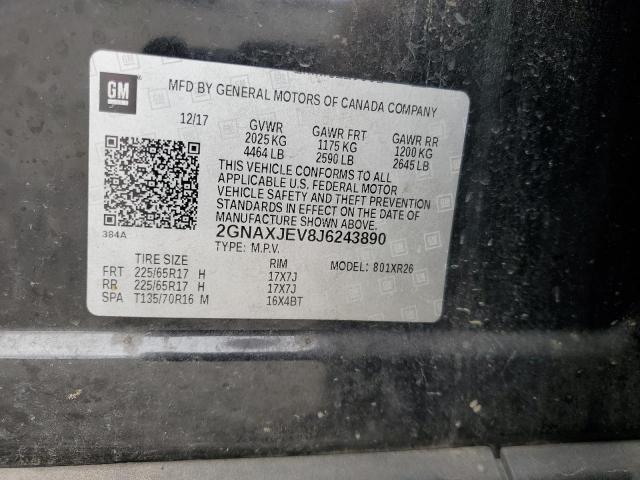 GM
MFD BY GENERAL MOTORS OF CANADA COMPANY
12/17 GVWR GAWR FRT GAWR RR
2025 KG 1175 KG 1200 KG
4464 LB 2590 LB 2645 LB
THIS VEHICLE CONFORMS TO ALL
APPLICABLE U.S. FEDERAL MOTOR
VEHICLE SAFETY AND THEFT PREVENTION
STANDARDS IN EFFECT ON THE DATE OF
MANUFACTURE SHOWN ABOVE.
384A 2GNAXJEV8J6243890
TYPE: M.P.V.
TIRE SIZE RIM MODEL: 801XR26
FRT 225/65R17 H 17X7J
RR 225/65R17 H 17X7J
SPA T135/70R16 M 16X4BT